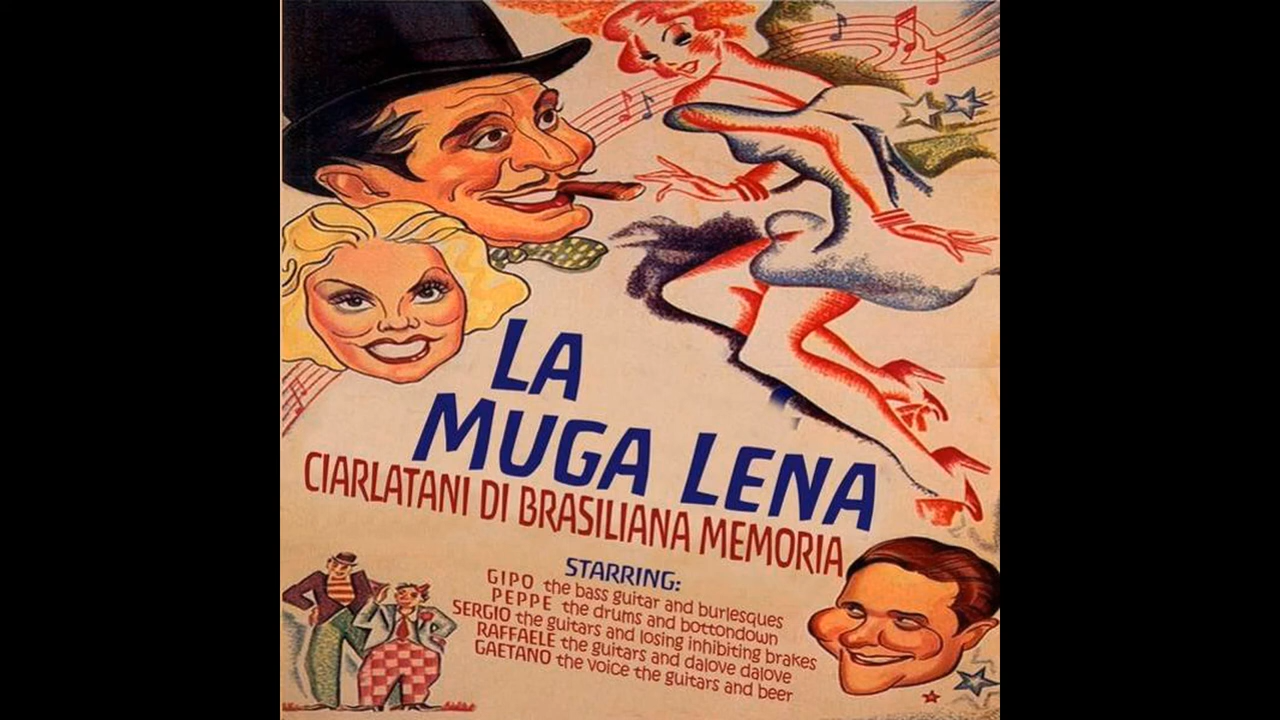 LA
MUGA LENA
CIARLATANI DI BRASILIANA MEMORIA
STARRING:
GIPO the bass guitar and burlesques
PEPPE the drums and bottondown
SERGIO the guitars and losing inhibiting brakes
RAFFAELE the guitars and dalove dalove
GAETANO the voice the guitars and beer